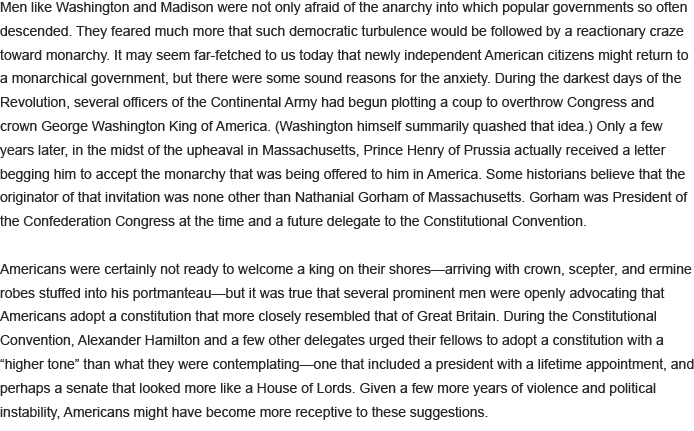 Men like Washington and Madison were not only afraid of the anarchy into which popular governments so often
descended. They feared much more that such democratic turbulence would be followed by a reactionary craze
toward monarchy. It may seem far-fetched to us today that newly independent American citizens might return to
a monarchical government, but there were some sound reasons for the anxiety. During the darkest days of the
Revolution, several officers of the Continental Army had begun plotting a coup to overthrow Congress and
crown George Washington King of America. (Washington himself summarily quashed that idea.) Only a few
years later, in the midst of the upheaval in Massachusetts, Prince Henry of Prussia actually received a letter
begging him to accept the monarchy that was being offered to him in America. Some historians believe that the
originator of that invitation was none other than Nathanial Gorham of Massachusetts. Gorham was President of
the Confederation Congress at the time and a future delegate to the Constitutional Convention.
Americans were certainly not ready to welcome a king on their shores—arriving with crown, scepter, and ermine
robes stuffed into his portmanteau—but it was true that several prominent men were openly advocating that
Americans adopt a constitution that more closely resembled that of Great Britain. During the Constitutional
Convention, Alexander Hamilton and a few other delegates urged their fellows to adopt a constitution with a
“higher tone” than what they were contemplating—one that included a president with a lifetime appointment, and
perhaps a senate that looked more like a House of Lords. Given a few more years of violence and political
instability, Americans might have become more receptive to these suggestions.